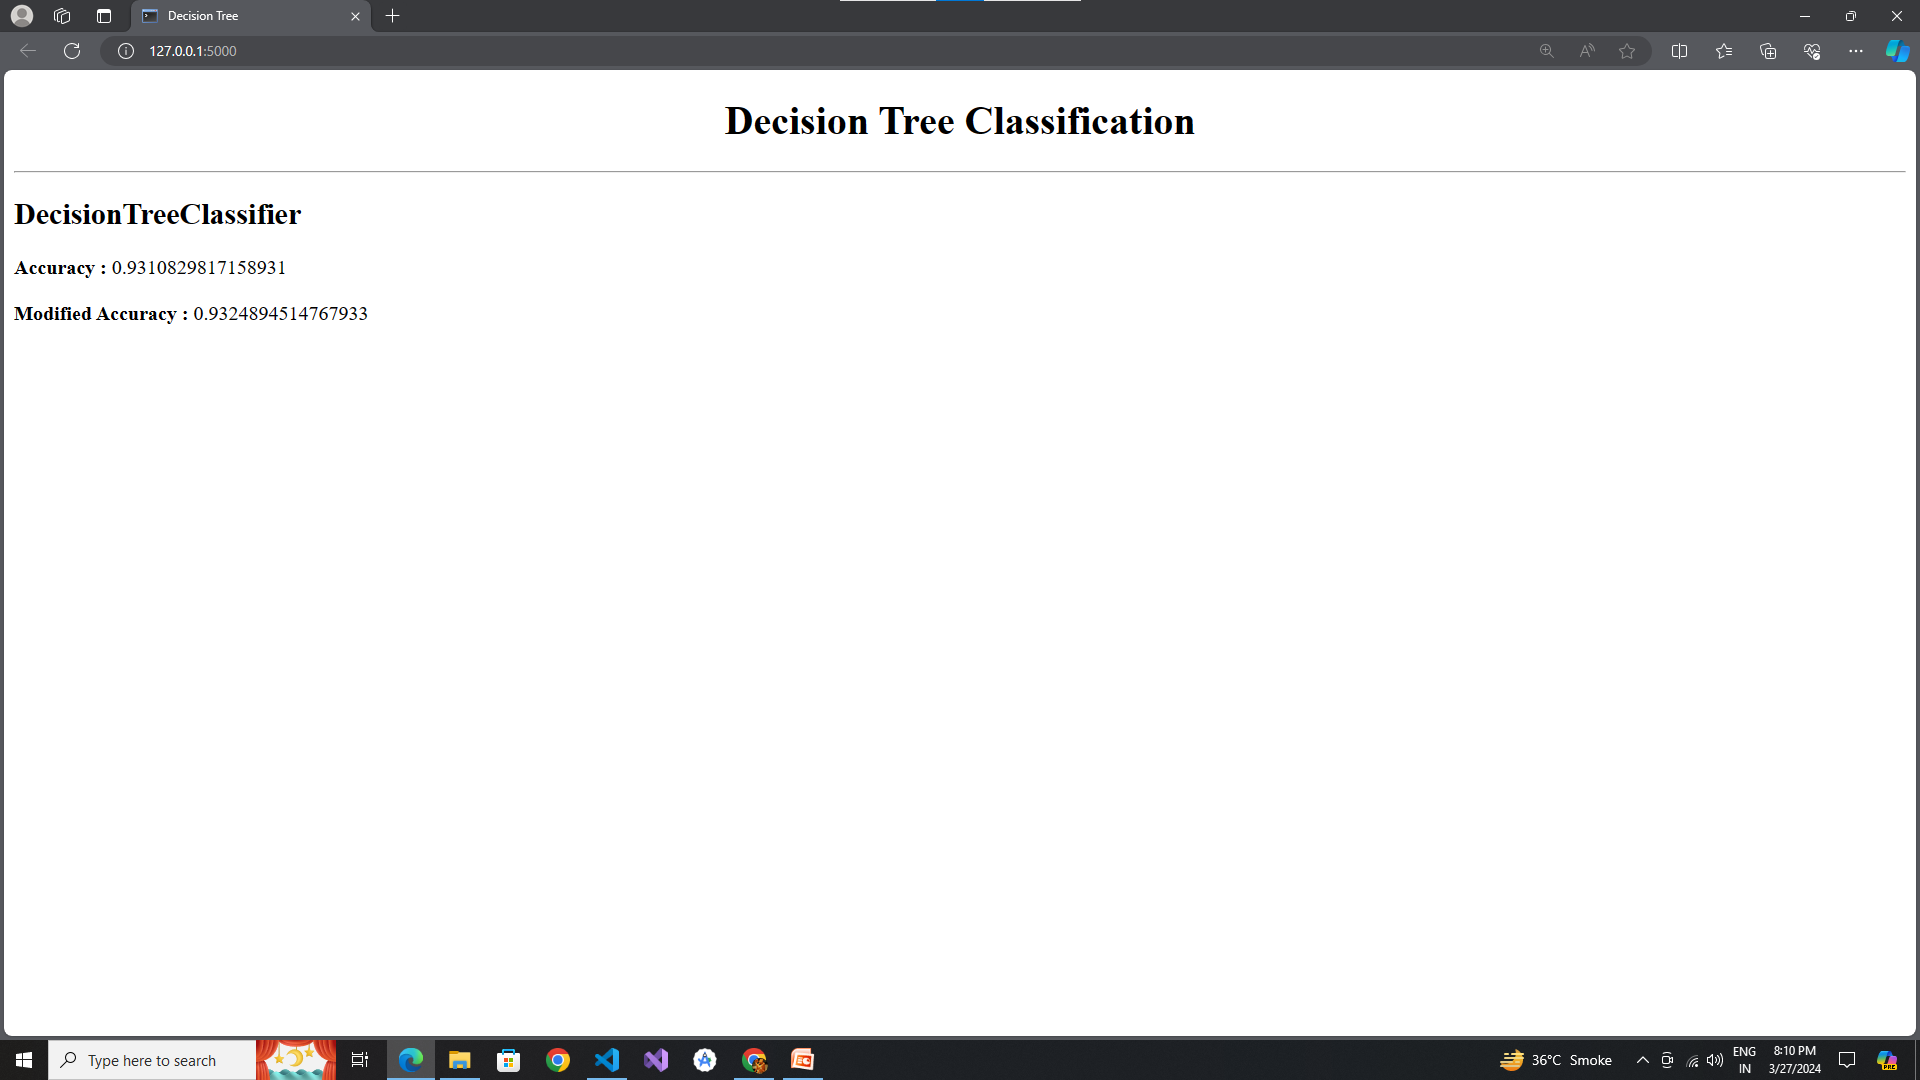 Decision Tree
127.0.0.1:5000
Decision Tree Classification
DecisionTreeClassifier
Accuracy : 0.9310829817158931
Modified Accuracy : 0.9324894514767933
Type here to search
36°C Smoke
ENG
IN
8:10 PM
3/27/2024
PRE